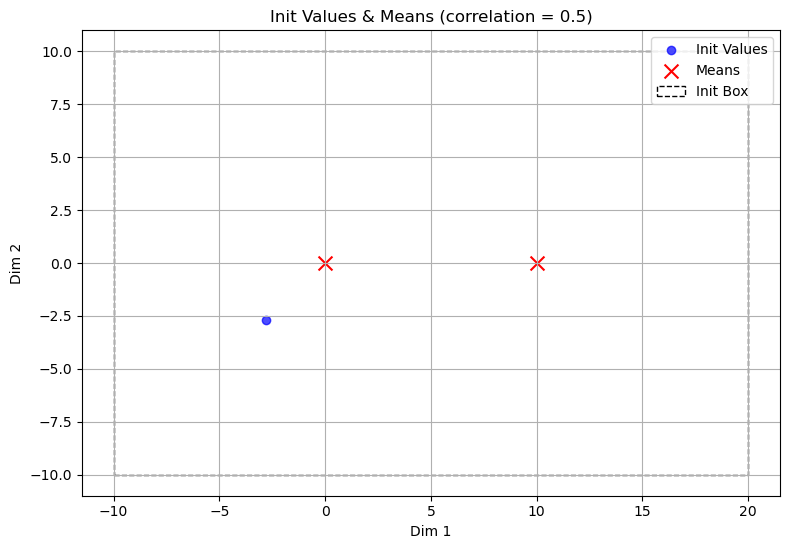 Init Values & Means (correlation = 0.5)
Init Values
Means
Init Box
10.0
7.5
5.0
2.5
0.0
−2.5
−5.0
−7.5
−10.0
Dim 2
−10
−5
0
5
10
15
20
Dim 1